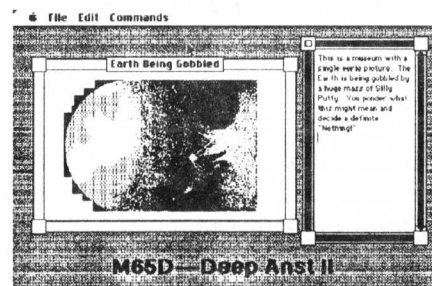 File Edit Commands
Earth Being Gobbled
This is a museum with a
single eerie picture. The
Earth is being gobbled by
a huge mass of Silly
Putty. You ponder what
this might mean and
decide a definite
"Nothing!"
M65D—Deep Anst II